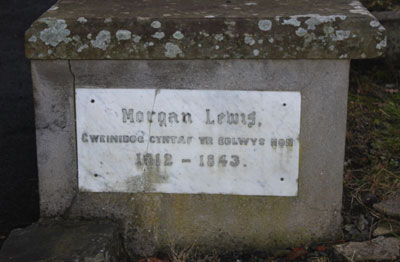 Morgan Lewis,
Gweinidog cyntaf yr eglwys hon
1812 – 1843.